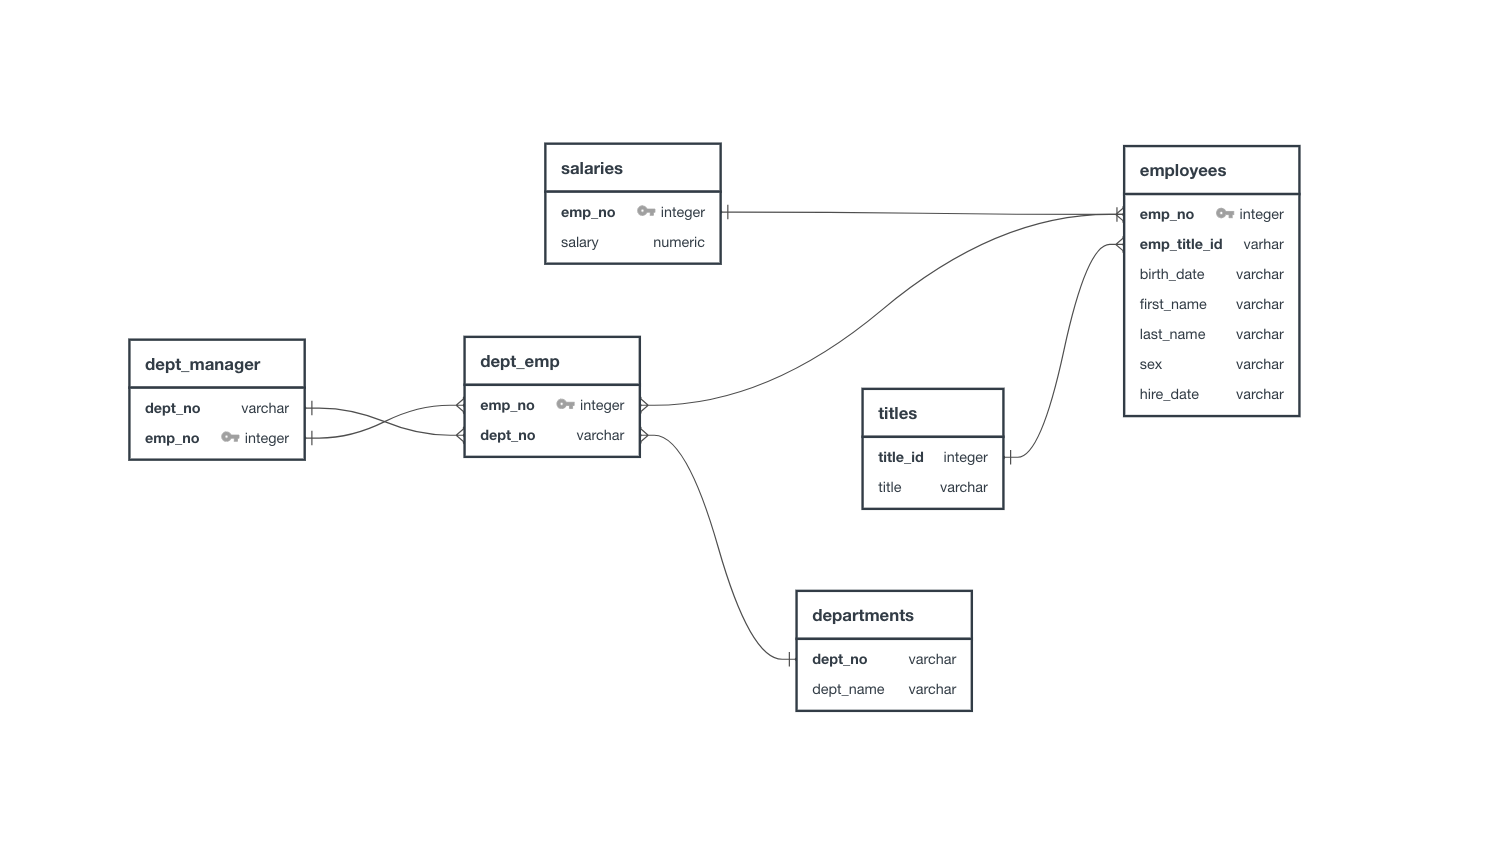 salaries
emp_no integer
salary numeric
employees
emp_no integer
emp_title_id varhar
birth_date varchar
first_name varchar
last_name varchar
sex varchar
hire_date varchar
dept_manager
dept_no varchar
emp_no integer
dept_emp
emp_no integer
dept_no varchar
titles
title_id integer
title varchar
departments
dept_no varchar
dept_name varchar